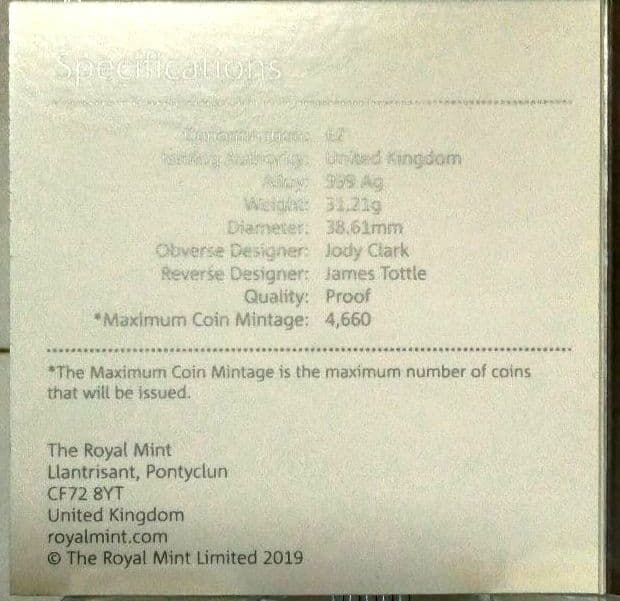 Specifications
Denomination: £2
Issuing Authority: United Kingdom
Alloy: 999 Ag
Weight: 31.21g
Diameter: 38.61mm
Obverse Designer: Jody Clark
Reverse Designer: James Tottle
Quality: Proof
*Maximum Coin Mintage: 4,660
*The Maximum Coin Mintage is the maximum number of coins
that will be issued.
The Royal Mint
Llantrisant, Pontyclun
CF72 8YT
United Kingdom
royalmint.com
© The Royal Mint Limited 2019